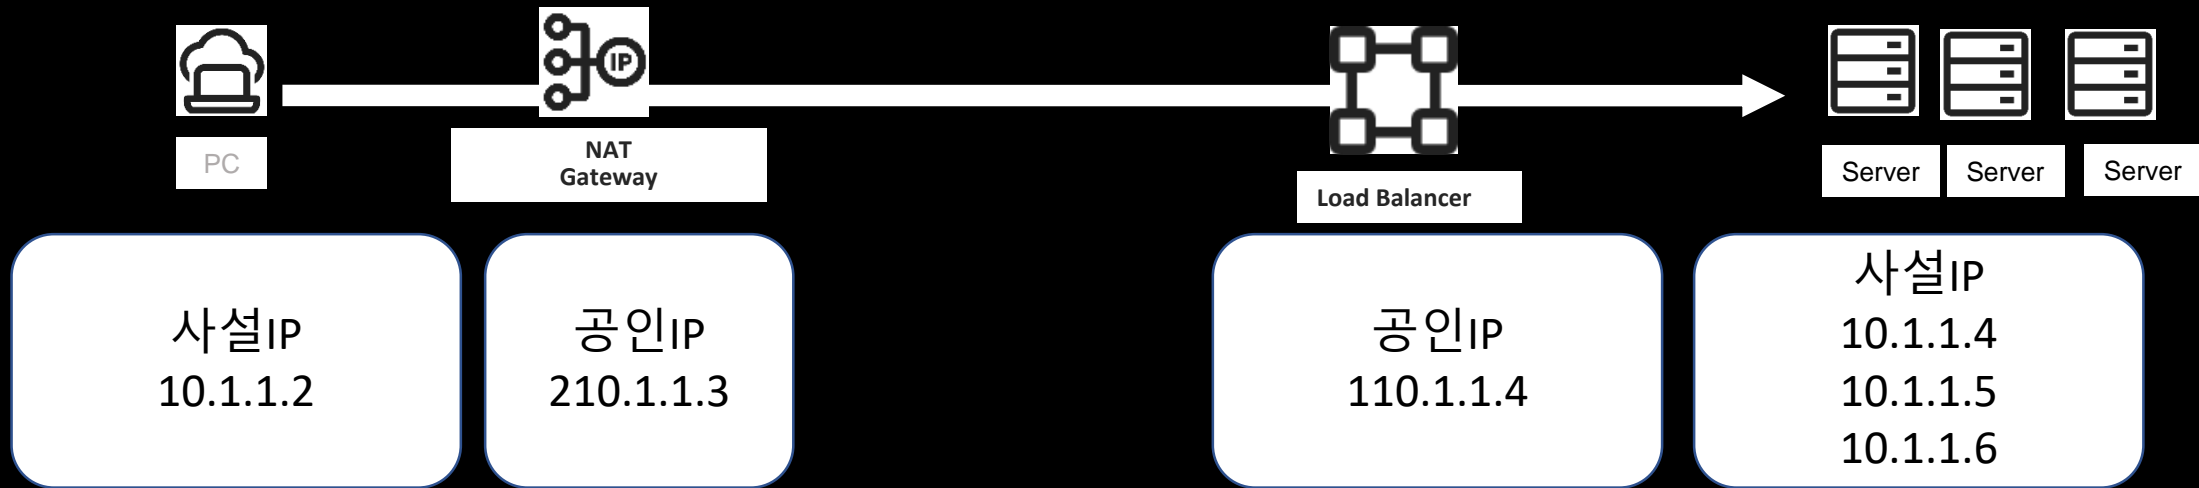 IP
PC
NAT
Gateway
Load Balancer
Server
Server
Server
사설IP
10.1.1.2
공인IP
210.1.1.3
공인IP
110.1.1.4
사설IP
10.1.1.4
10.1.1.5
10.1.1.6